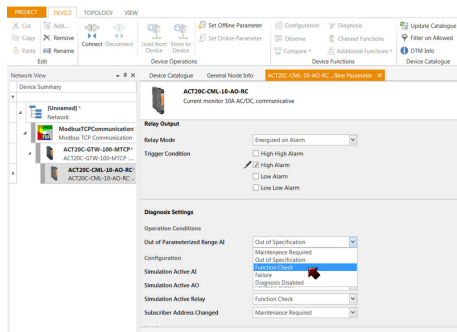 PROJECT DEVICE TOPOLOGY VIEW
Cut Add... Set Offline Parameter Configuration Diagnosis Update Catalogue
Copy Remove Connect Disconnect Load from Device Store to Device Set Online Parameter Observe Channel Functions Filter on Allowed
Paste Rename Compare Additional Functions DTM Info
Edit Device Operations Device Functions Device Catalogue
Network View Device Catalogue General Node Info ACT20C-CML-10-AO-RC...fline Parameter
Device Summary
ACT20C-CML-10-AO-RC
Current monitor 10A AC/DC, communicative
(Unnamed)*
Network
ModbusTCPCommunication
Modbus TCP Communication
ACT20C-GTW-100-MTCP*
ACT20C-GTW-100-MTCP :...
ACT20C-CML-10-AO-RC*
ACT20C-CML-10-AO-RC ...
Relay Output
Relay Mode Energized on Alarm
Trigger Condition High High Alarm
High Alarm
Low Alarm
Low Low Alarm
Diagnosis Settings
Operation Conditions
Out of Parameterized Range AI Out of Specification
Maintenance Required
Out of Specification
Function Check
Failure
Diagnosis Disabled
Configuration
Simulation Active AI
Simulation Active AO
Simulation Active Relay Function Check
Subscriber Address Changed Maintenance Required